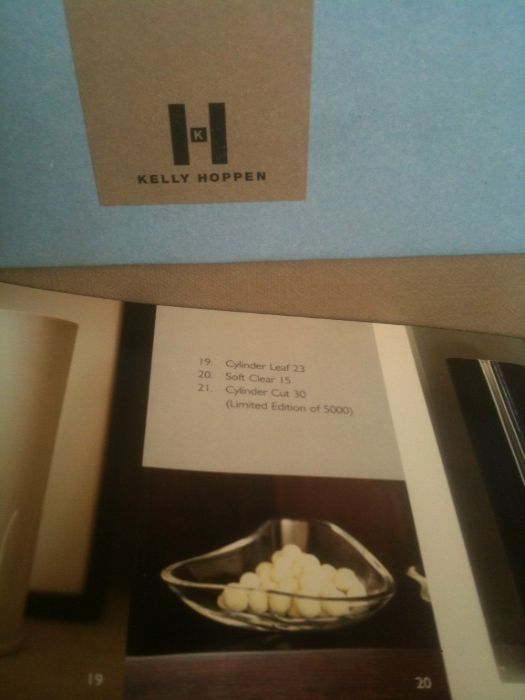 K
KELLY HOPPEN
19. Cylinder Leaf 23
20. Soft Clear 15
21. Cylinder Cut 30
(Limited Edition of 5000)
19
20